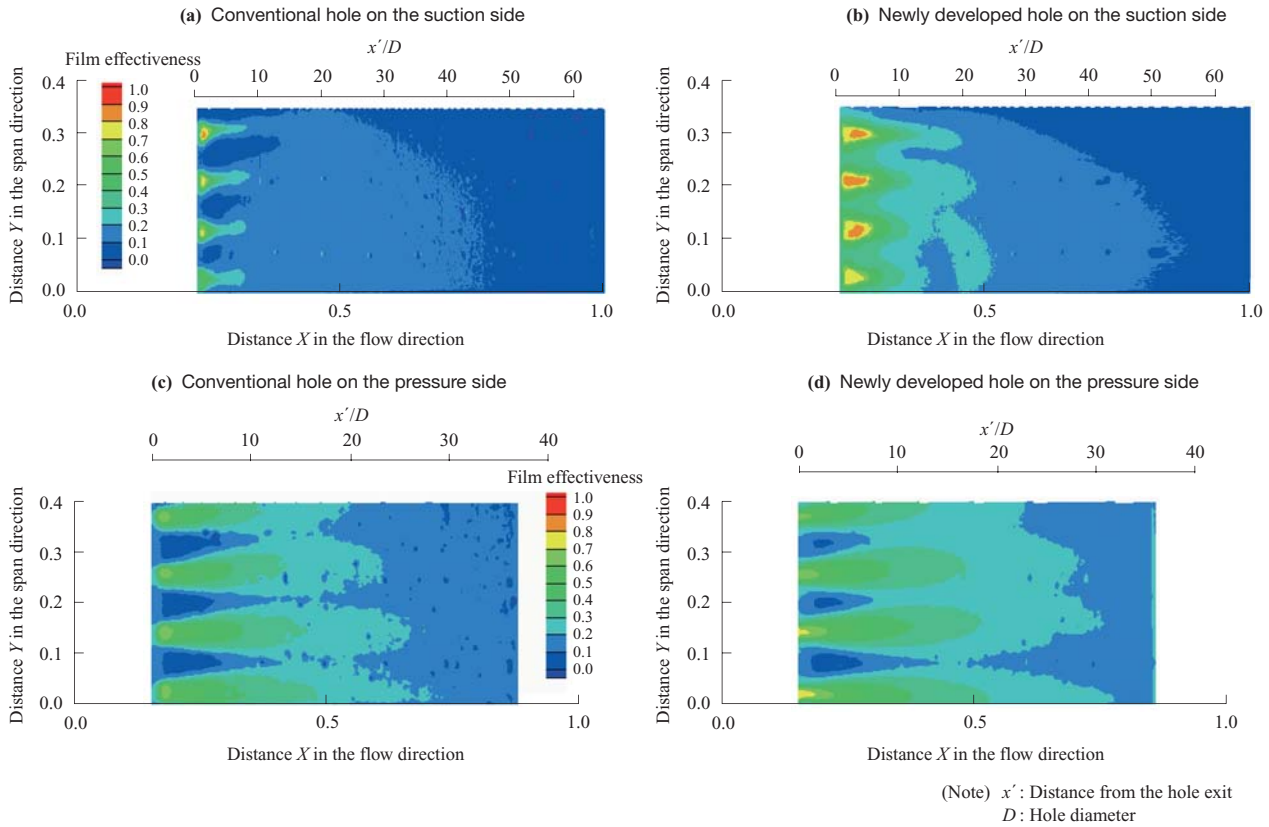 (a) Conventional hole on the suction side
x´/D
Film effectiveness
0 10 20 30 40 50 60
0.4
0.3
0.2
0.1
0.0
Distance Y in the span direction
1.0
0.9
0.8
0.7
0.6
0.5
0.4
0.3
0.2
0.1
0.0
0.0 0.5 1.0
Distance X in the flow direction
(b) Newly developed hole on the suction side
x´/D
0 10 20 30 40 50 60
0.4
0.3
0.2
0.1
0.0
Distance Y in the span direction
0.0 0.5 1.0
Distance X in the flow direction
(c) Conventional hole on the pressure side
x´/D
0 10 20 30 40
Film effectiveness
0.4
0.3
0.2
0.1
0.0
Distance Y in the span direction
1.0
0.9
0.8
0.7
0.6
0.5
0.4
0.3
0.2
0.1
0.0
0.0 0.5 1.0
Distance X in the flow direction
(d) Newly developed hole on the pressure side
x´/D
0 10 20 30 40
0.4
0.3
0.2
0.1
0.0
Distance Y in the span direction
0.0 0.5 1.0
Distance X in the flow direction
(Note) x´ : Distance from the hole exit
D : Hole diameter